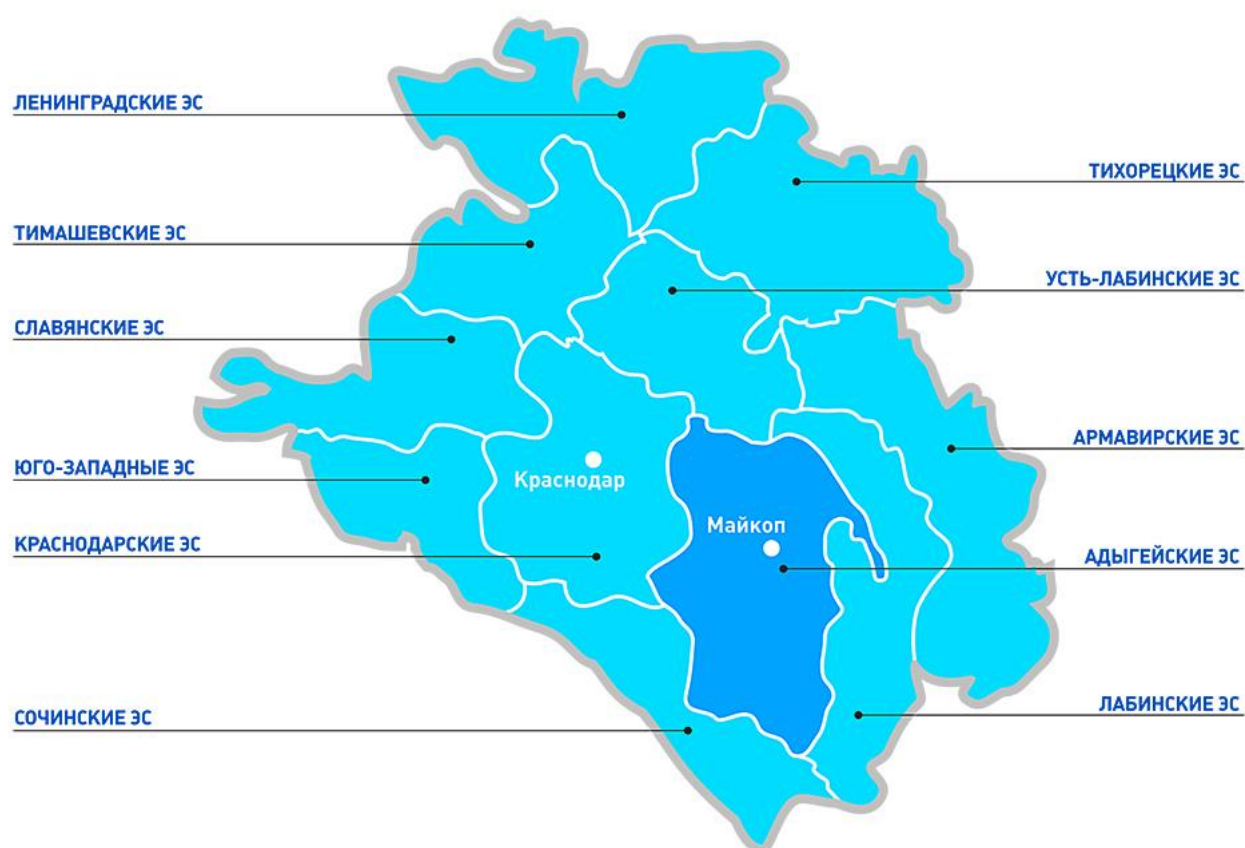 ЛЕНИНГРАДСКИЕ ЭС
ТИХОРЕЦКИЕ ЭС
ТИМАШЕВСКИЕ ЭС
УСТЬ-ЛАБИНСКИЕ ЭС
СЛАВЯНСКИЕ ЭС
АРМАВИРСКИЕ ЭС
ЮГО-ЗАПАДНЫЕ ЭС
Краснодар
Майкоп
КРАСНОДАРСКИЕ ЭС
АДЫГЕЙСКИЕ ЭС
ЛАБИНСКИЕ ЭС
СОЧИНСКИЕ ЭС